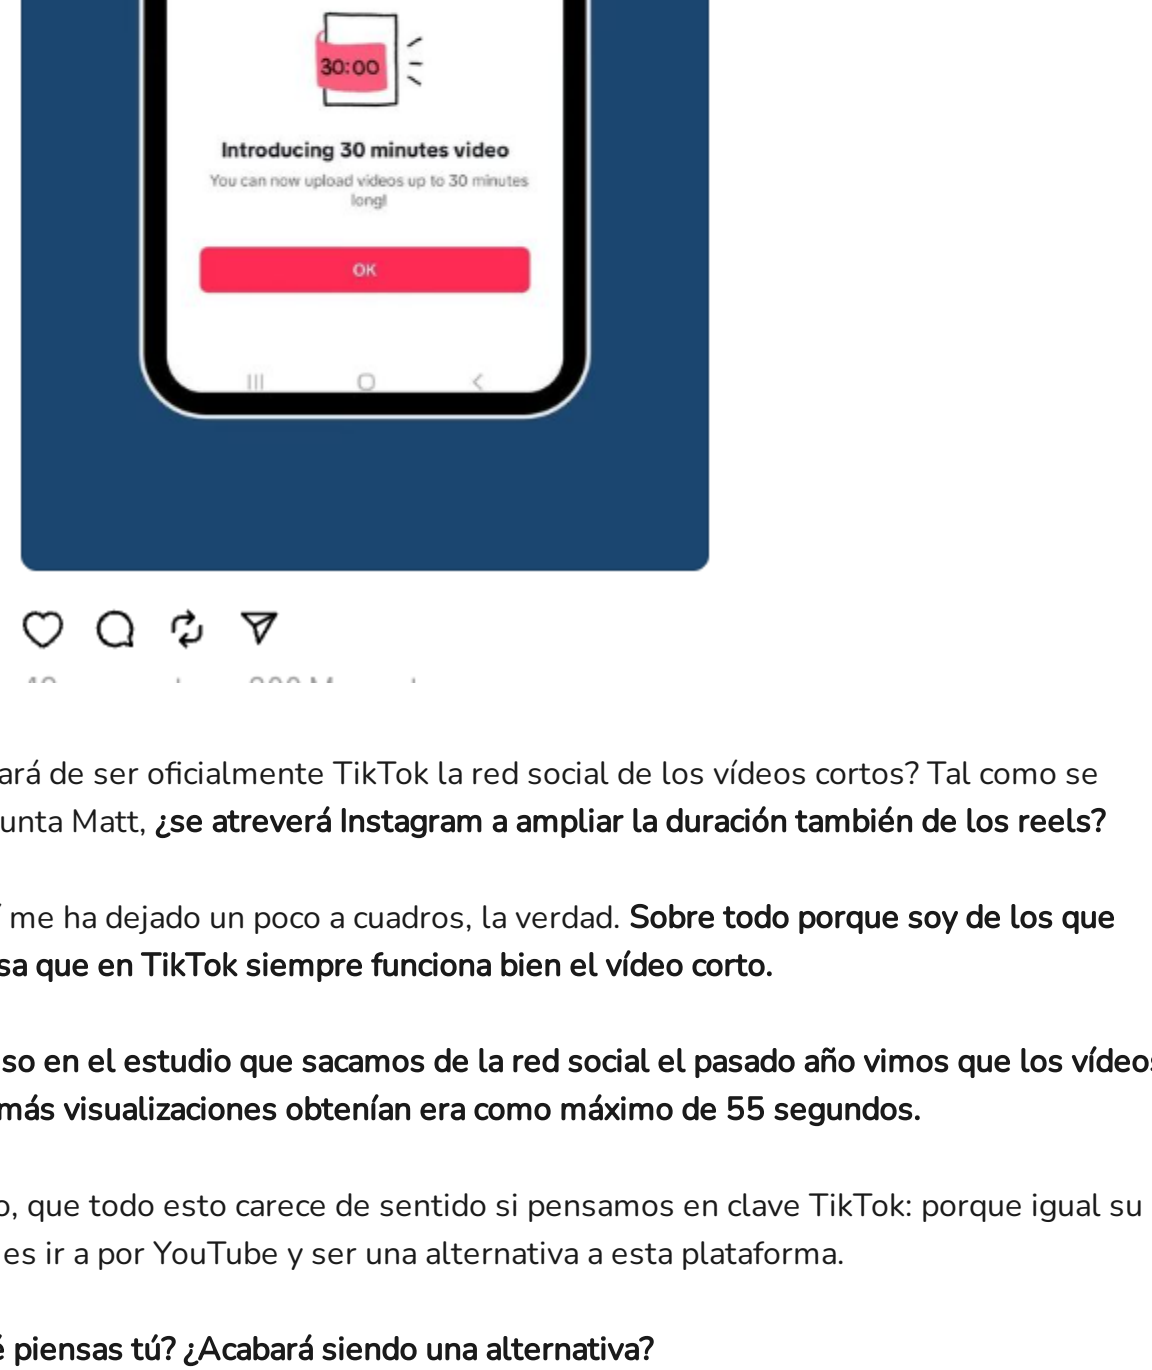 30:00
Introducing 30 minutes video
You can now upload videos up to 30 minutes
long!
OK
de ser oficialmente TikTok la red social de los vídeos cortos? Tal como se
Matt, ¿se atreverá Instagram a ampliar la duración también de los reels?
me ha dejado un poco a cuadros, la verdad. Sobre todo porque soy de los que
que en TikTok siempre funciona bien el vídeo corto.
en el estudio que sacamos de la red social el pasado año vimos que los vídeos
más visualizaciones obtenían era como máximo de 55 segundos.
que todo esto carece de sentido si pensamos en clave TikTok: porque igual su
es ir a por YouTube y ser una alternativa a esta plataforma.
piensas tú? ¿Acabará siendo una alternativa?